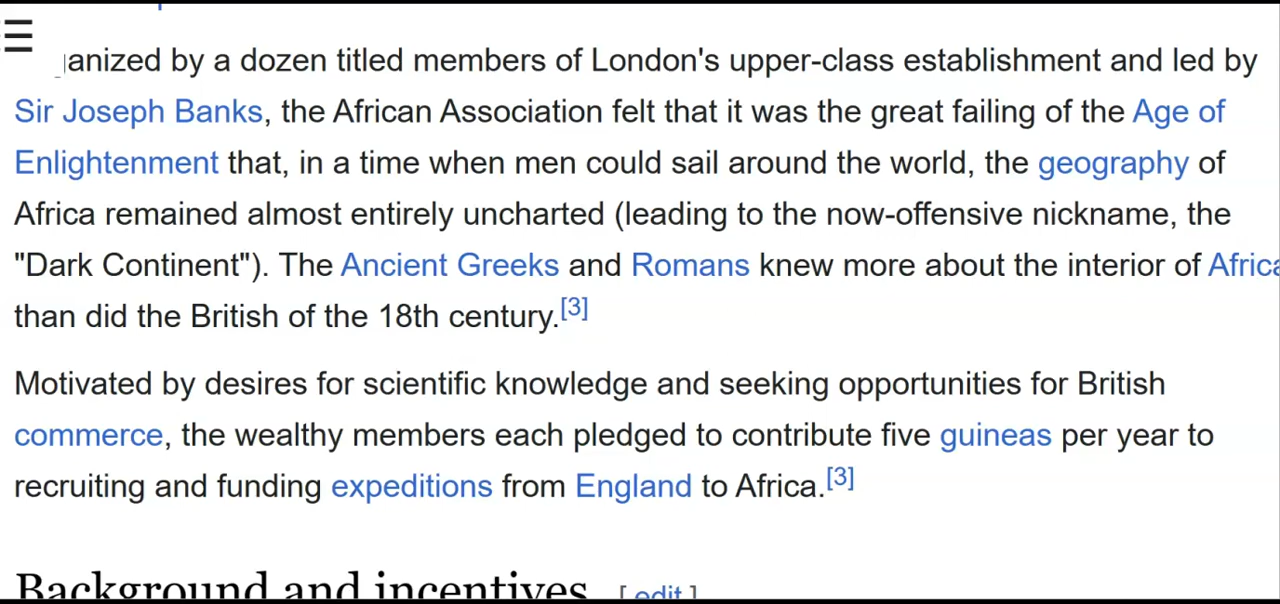 ganized by a dozen titled members of London's upper-class establishment and led by
Sir Joseph Banks, the African Association felt that it was the great failing of the Age of
Enlightenment that, in a time when men could sail around the world, the geography of
Africa remained almost entirely uncharted (leading to the now-offensive nickname, the
"Dark Continent"). The Ancient Greeks and Romans knew more about the interior of Africa
than did the British of the 18th century.[3]
Motivated by desires for scientific knowledge and seeking opportunities for British
commerce, the wealthy members each pledged to contribute five guineas per year to
recruiting and funding expeditions from England to Africa.[3]
Background and incentives [ edit ]